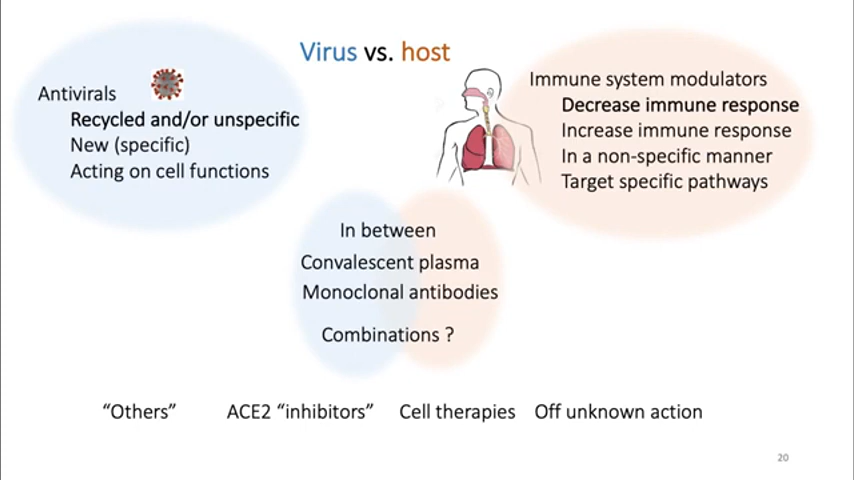 Virus vs. host
Antivirals
Recycled and/or unspecific
New (specific)
Acting on cell functions
Immune system modulators
Decrease immune response
Increase immune response
In a non-specific manner
Target specific pathways
In between
Convalescent plasma
Monoclonal antibodies
Combinations ?
“Others” ACE2 “inhibitors” Cell therapies Off unknown action
20